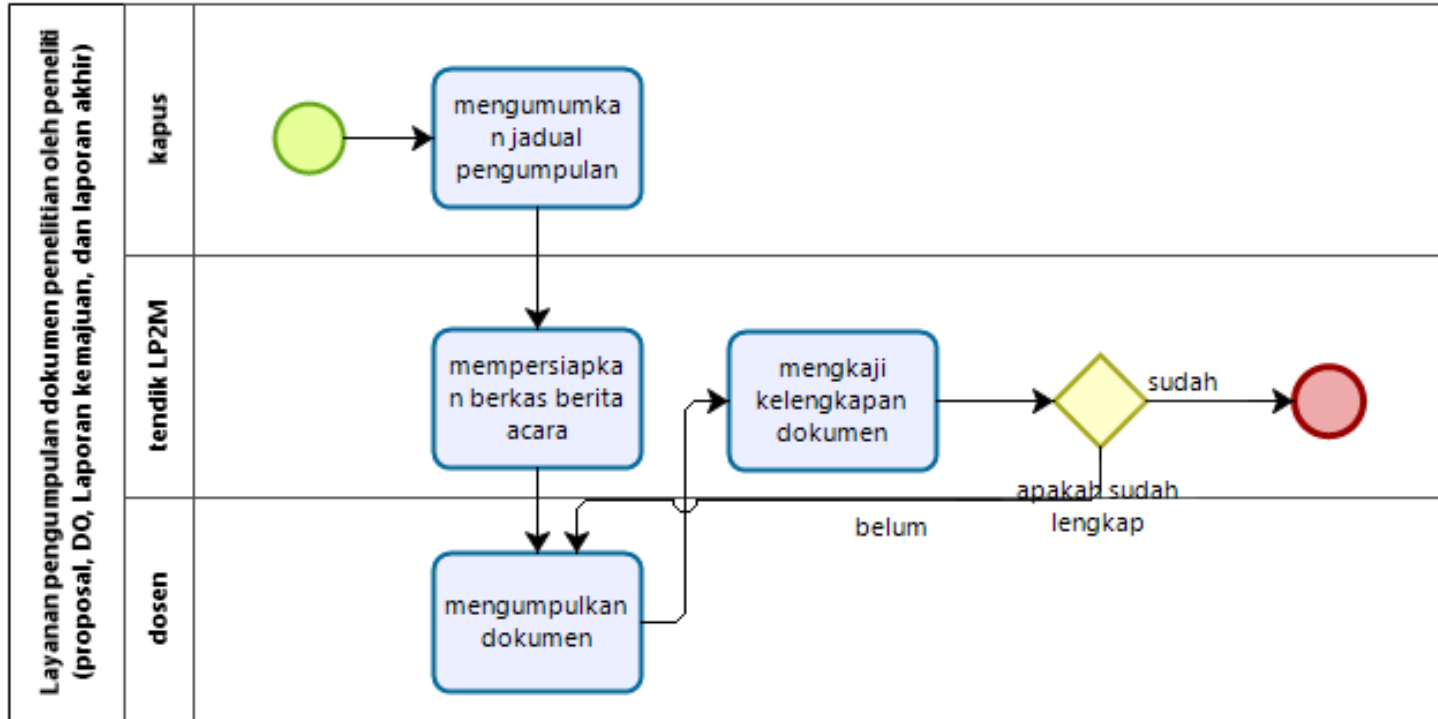 Layanan pengumpulan dokumen penelitian oleh peneliti
(proposal, DO, Laporan kemajuan, dan laporan akhir)
kapus
mengumumka
n jadual
pengumpulan
tendik LP2M
mempersiapka
n berkas berita
acara
mengkaji
kelengkapan
dokumen
sudah
apakah sudah
lengkap
belum
dosen
mengumpulkan
dokumen